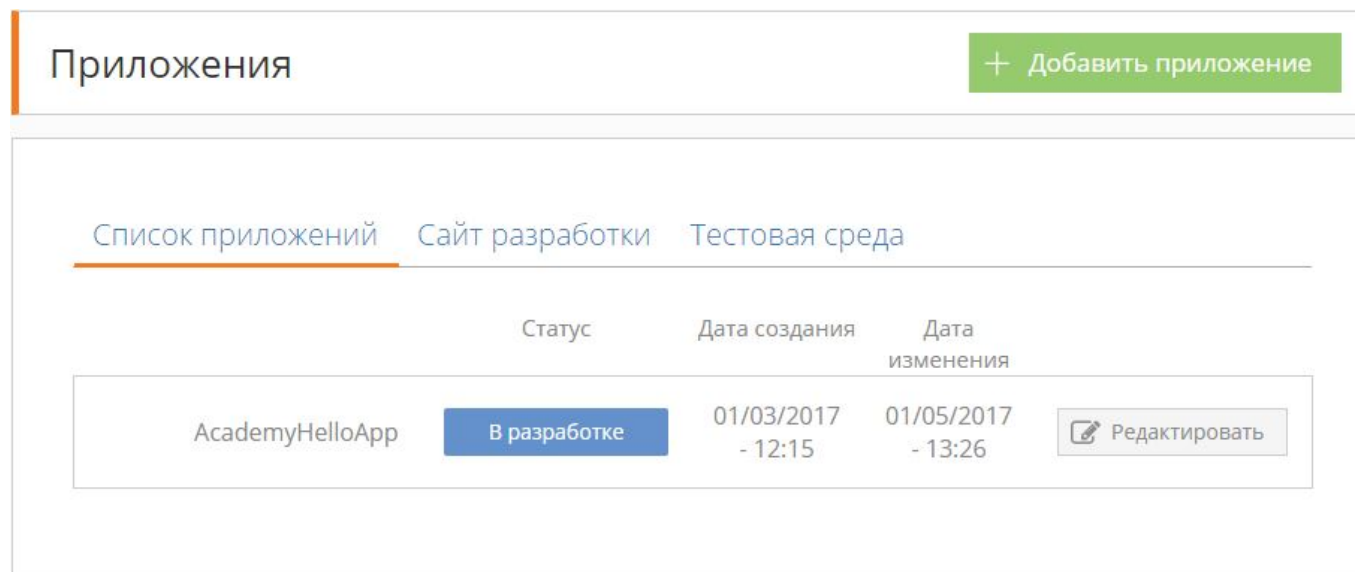 Приложения
+ Добавить приложение
Список приложений Сайт разработки Тестовая среда
Статус Дата создания Дата
изменения
AcademyHelloApp В разработке 01/03/2017 01/05/2017 Редактировать
- 12:15 - 13:26